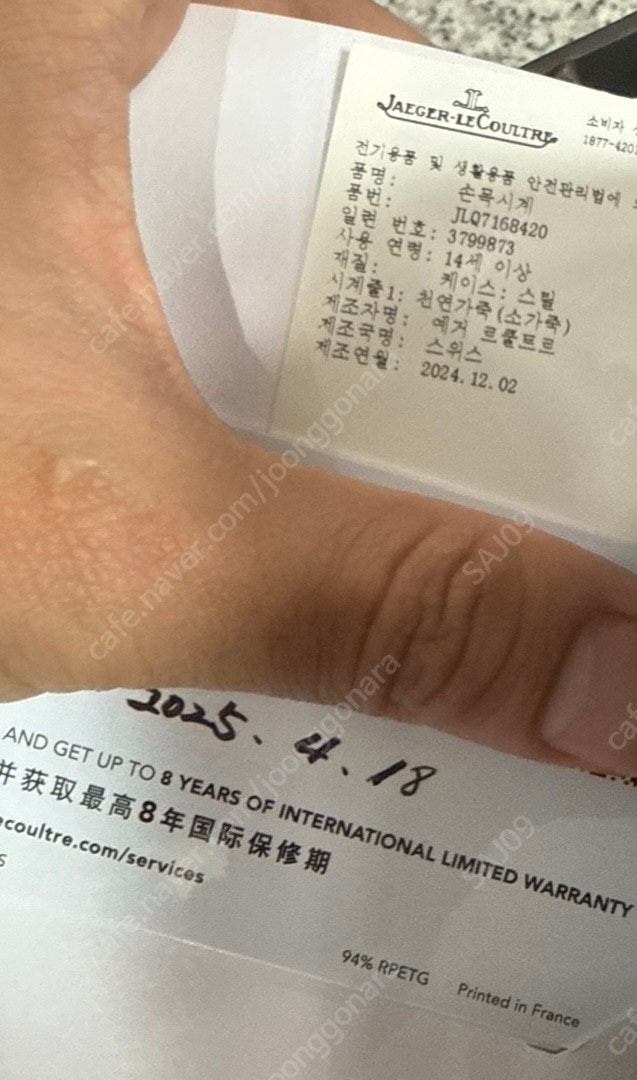 JAEGER-LECOULTRE
소비자
1877-4201
전기용품 및 생활용품 안전관리법에
품명: 손목시계
품번: JLQ7168420
일련 번호: 3799873
사용 연령: 14세 이상
재질: 케이스: 스틸
시계줄1: 천연가죽(소가죽)
제조자명: 예거 르쿨트르
제조국명: 스위스
제조연월: 2024.12.02
2025. 4. 18
AND GET UP TO 8 YEARS OF INTERNATIONAL LIMITED WARRANTY
并获取最高8年国际保修期
ecoultre.com/services
94% RPETG Printed in France
cafe.naver.com/joonggonara
SAJ09